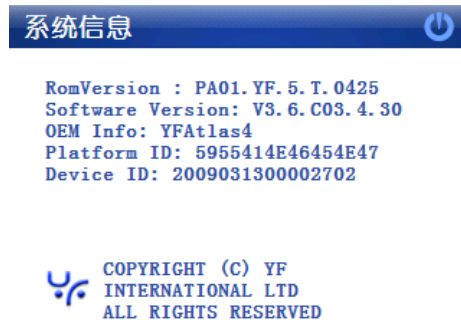 系统信息
RomVersion : PA01.YF.5.T.0425
Software Version: V3.6.C03.4.30
OEM Info: YFAtlas4
Platform ID: 5955414E46454E47
Device ID: 2009031300002702
COPYRIGHT (C) YF
INTERNATIONAL LTD
ALL RIGHTS RESERVED